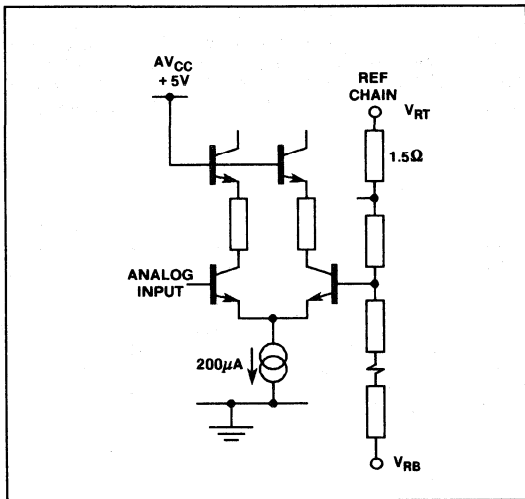 AVCC
+5V
REF
CHAIN
VRT
1.5Ω
ANALOG
INPUT
200μA
VRB